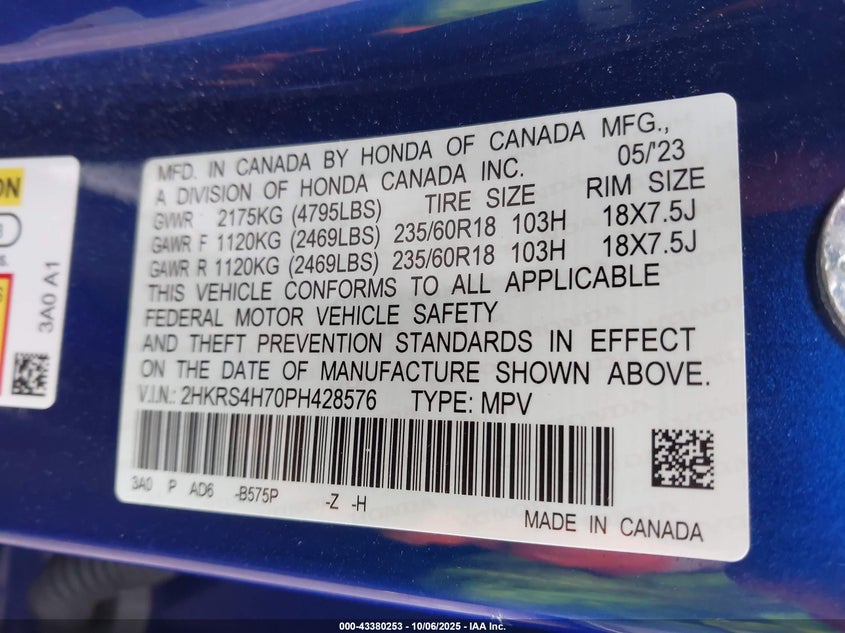 MFD. IN CANADA BY HONDA OF CANADA MFG.,
A DIVISION OF HONDA CANADA INC. 05/'23
GVWR 2175KG (4795LBS) TIRE SIZE RIM SIZE
GAWR F 1120KG (2469LBS) 235/60R18 103H 18X7.5J
GAWR R 1120KG (2469LBS) 235/60R18 103H 18X7.5J
THIS VEHICLE CONFORMS TO ALL APPLICABLE
FEDERAL MOTOR VEHICLE SAFETY
AND THEFT PREVENTION STANDARDS IN EFFECT
ON THE DATE OF MANUFACTURE SHOWN ABOVE.
V.I.N.: 2HKRS4H70PH428576 TYPE: MPV
3A0 P AD6 -B575P -Z -H
MADE IN CANADA
3A0 A1
000-43380253 - 10/06/2025 - IAA Inc.